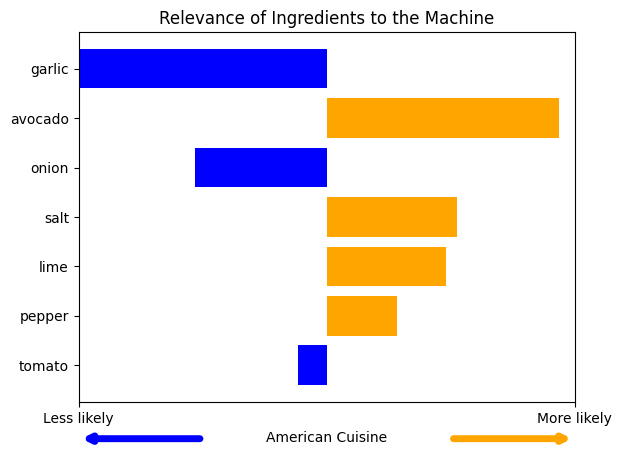 Relevance of Ingredients to the Machine
garlic
avocado
onion
salt
lime
pepper
tomato
Less likely
More likely
American Cuisine